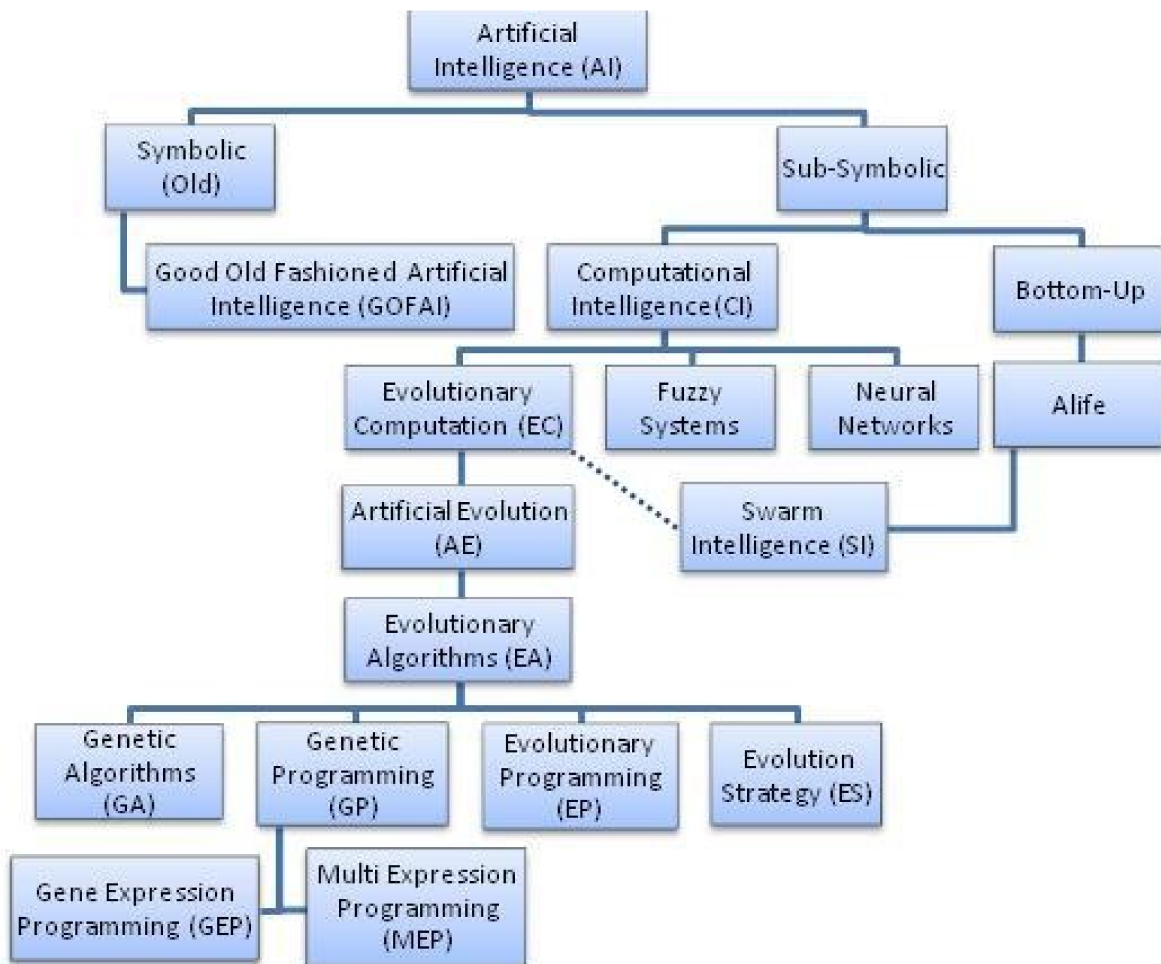 Artificial
Intelligence (AI)
Symbolic
(Old)
Sub-Symbolic
Good Old Fashioned Artificial
Intelligence (GOFAI)
Computational
Intelligence (CI)
Bottom-Up
Evolutionary
Computation (EC)
Fuzzy
Systems
Neural
Networks
Alife
Artificial Evolution
(AE)
Swarm
Intelligence (SI)
Evolutionary
Algorithms (EA)
Genetic
Algorithms
(GA)
Genetic
Programming
(GP)
Evolutionary
Programming
(EP)
Evolution
Strategy (ES)
Gene Expression
Programming (GEP)
Multi Expression
Programming
(MEP)